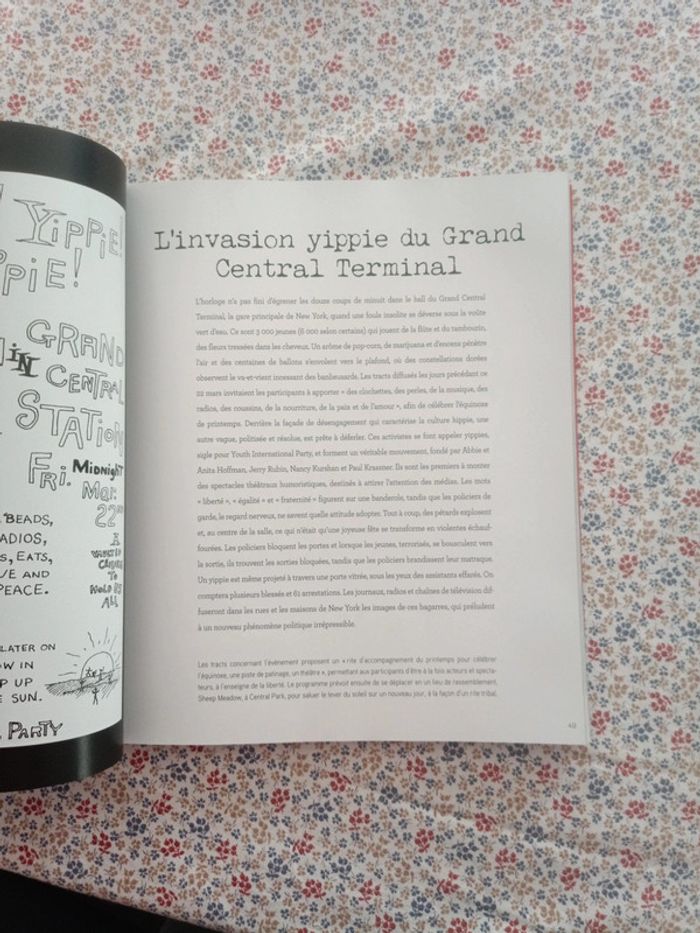 YIPPIE!
PPIE!
GRAND
IN CENTRAL
STATION
FRI. MIDNIGHT
MAR.
22ND
BEADS,
ADIOS,
S, EATS,
VE AND
PEACE.
LATER ON
OW IN
P UP
E SUN.
PARTY
L'invasion yippie du Grand
Central Terminal
L'horloge n'a pas fini d'égrener les douze coups de minuit dans le hall du Grand Central
Terminal, la gare principale de New York, quand une foule insolite se déverse sous la voûte
vert d'eau. Ce sont 3 000 jeunes (6 000 selon certains) qui jouent de la flûte et du tambourin,
des fleurs tressées dans les cheveux. Un arôme de pop-corn, de marijuana et d'encens pénètre
l'air et des centaines de ballons s'envolent vers le plafond, où des constellations dorées
observent le va-et-vient incessant des banlieusards. Les tracts diffusés les jours précédant ce
22 mars invitaient les participants à apporter « des clochettes, des perles, de la musique, des
radios, des coussins, de la nourriture, de la paix et de l'amour », afin de célébrer l'équinoxe
de printemps. Derrière la façade de désengagement qui caractérise la culture hippie, une
autre vague, politisée et résolue, est prête à déferler. Ces activistes se font appeler yippies,
sigle pour Youth International Party, et forment un véritable mouvement, fondé par Abbie et
Anita Hoffman, Jerry Rubin, Nancy Kurshan et Paul Krassner. Ils sont les premiers à monter
des spectacles théâtraux humoristiques, destinés à attirer l'attention des médias. Les mots
« liberté », « égalité » et « fraternité » figurent sur une banderole, tandis que les policiers de
garde, le regard nerveux, ne savent quelle attitude adopter. Tout à coup, des pétards explosent
et, au centre de la salle, ce qui n'était qu'une joyeuse fête se transforme en violentes échauf-
fourées. Les policiers bloquent les portes et lorsque les jeunes, terrorisés, se bousculent vers
la sortie, ils trouvent les sorties bloquées, tandis que les policiers brandissent leur matraque.
Un yippie est même projeté à travers une porte vitrée, sous les yeux des assistants effarés. On
comptera plusieurs blessés et 61 arrestations. Les journaux, radios et chaînes de télévision dif-
fuseront dans les rues et les maisons de New York les images de ces bagarres, qui préludent
à un nouveau phénomène politique irrépressible.
Les tracts concernant l'événement proposent un « rite d'accompagnement du printemps pour célébrer
l'équinoxe, une piste de patinage, un théâtre », permettant aux participants d'être à la fois acteurs et specta-
teurs, à l'enseigne de la liberté. Le programme prévoit ensuite de se déplacer en un lieu de rassemblement,
Sheep Meadow, à Central Park, pour saluer le lever du soleil sur un nouveau jour, à la façon d'un rite tribal.